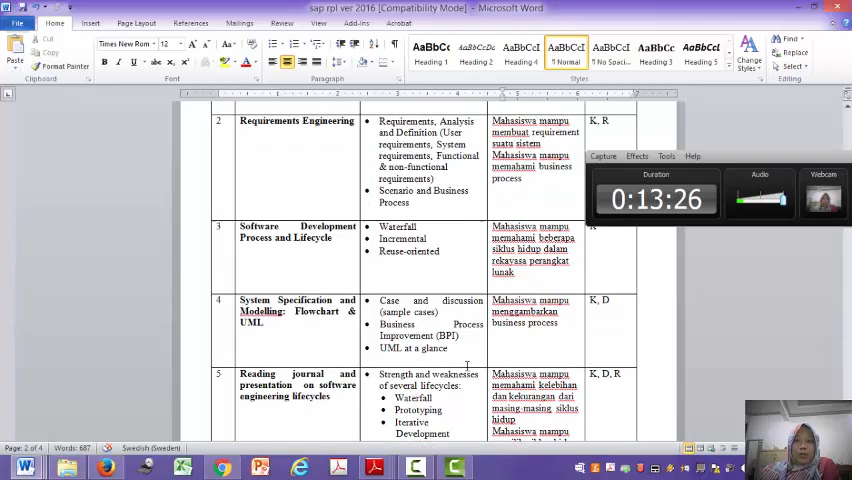 sap rpl ver 2016 [Compatibility Mode] - Microsoft Word
File Home Insert Page Layout References Mailings Review View Add-Ins Acrobat
Cut
Copy
Paste
Format Painter
Clipboard
Times New Rom 12
Font
Paragraph
AaBbCc AaBbCcDc AaBbCcI AaBbCcI AaBbCcDc AaBbCc AaBbCcL
Heading 1 Heading 2 Heading 4 ¶ Normal ¶ No Spaci... Heading 3 Heading 5
Styles
Change
Styles
Find
Replace
Select
Editing
2 Requirements Engineering
Requirements, Analysis
and Definition (User
requirements, System
requirements, Functional
& non-functional
requirements)
Scenario and Business
Process
Mahasiswa mampu
membuat requirement
suatu sistem
Mahasiswa mampu
memahami business
process
K, R
Capture Effects Tools Help
Duration
0:13:26
Audio
Webcam
3 Software Development
Process and Lifecycle
Waterfall
Incremental
Reuse-oriented
Mahasiswa mampu
memahami beberapa
siklus hidup dalam
rekayasa perangkat
lunak
4 System Specification and
Modelling: Flowchart &
UML
Case and discussion
(sample cases)
Business Process
Improvement (BPI)
UML at a glance
Mahasiswa mampu
menggambarkan
business process
K, D
5 Reading journal and
presentation on software
engineering lifecycles
Strength and weaknesses
of several lifecycles:
Waterfall
Prototyping
Iterative
Development
Mahasiswa mampu
memahami kelebihan
dan kekurangan dari
masing-masing siklus
hidup
Mahasiswa mampu
K, D, R
Page: 2 of 4 Words: 687 Swedish (Sweden)